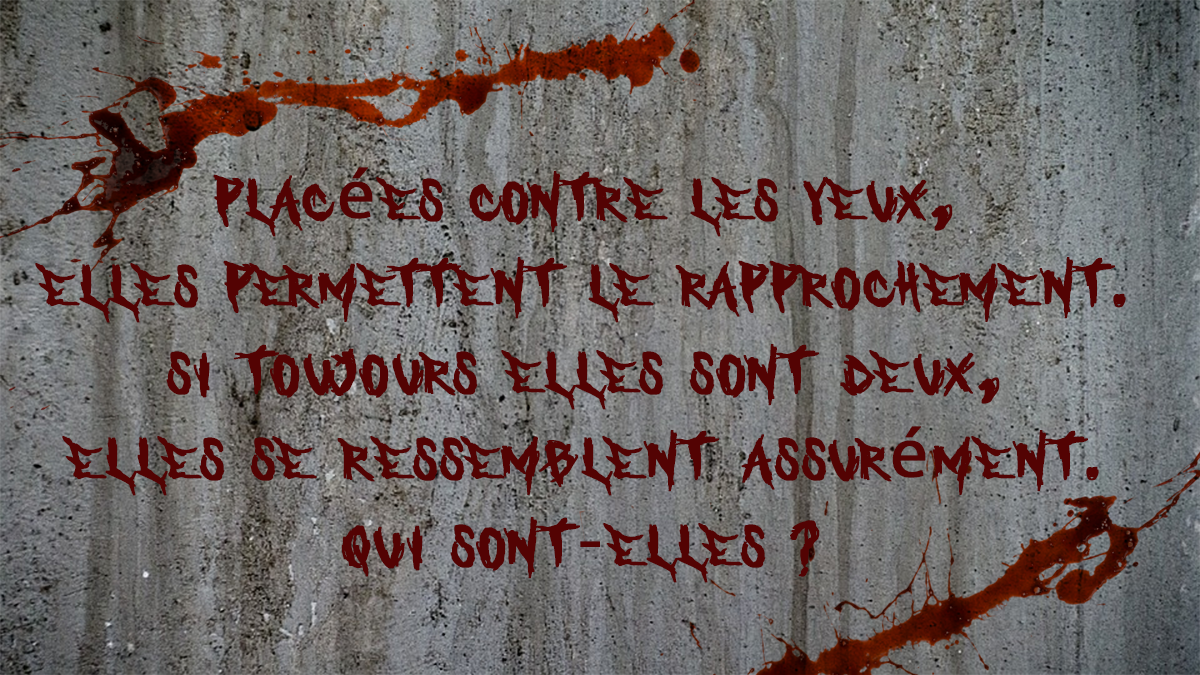 PLACÉES CONTRE LES YEUX,
ELLES PERMETTENT LE RAPPROCHEMENT.
SI TOUJOURS ELLES SONT DEUX,
ELLES SE RESSEMBLENT ASSURÉMENT.
QUI SONT-ELLES ?